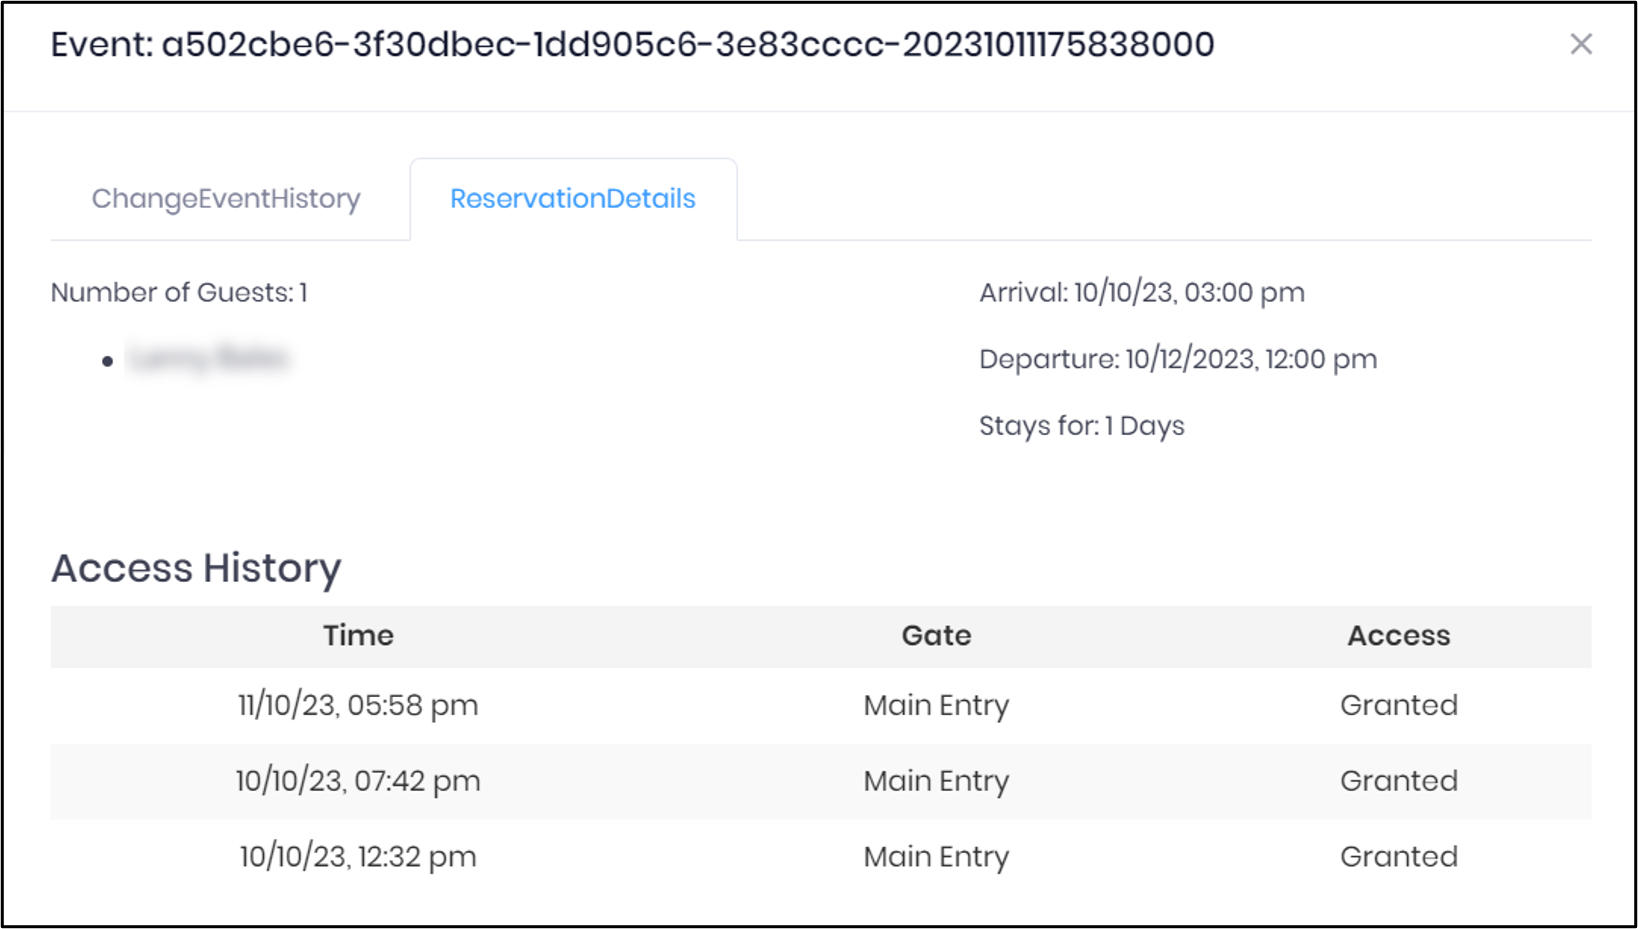 Event: a502cbe6-3f30dbec-1dd905c6-3e83cccc-20231011175838000
ChangeEventHistory
ReservationDetails
Number of Guests: 1
Arrival: 10/10/23, 03:00 pm
Departure: 10/12/2023, 12:00 pm
Stays for: 1 Days
Access History
Time Gate Access
11/10/23, 05:58 pm Main Entry Granted
10/10/23, 07:42 pm Main Entry Granted
10/10/23, 12:32 pm Main Entry Granted